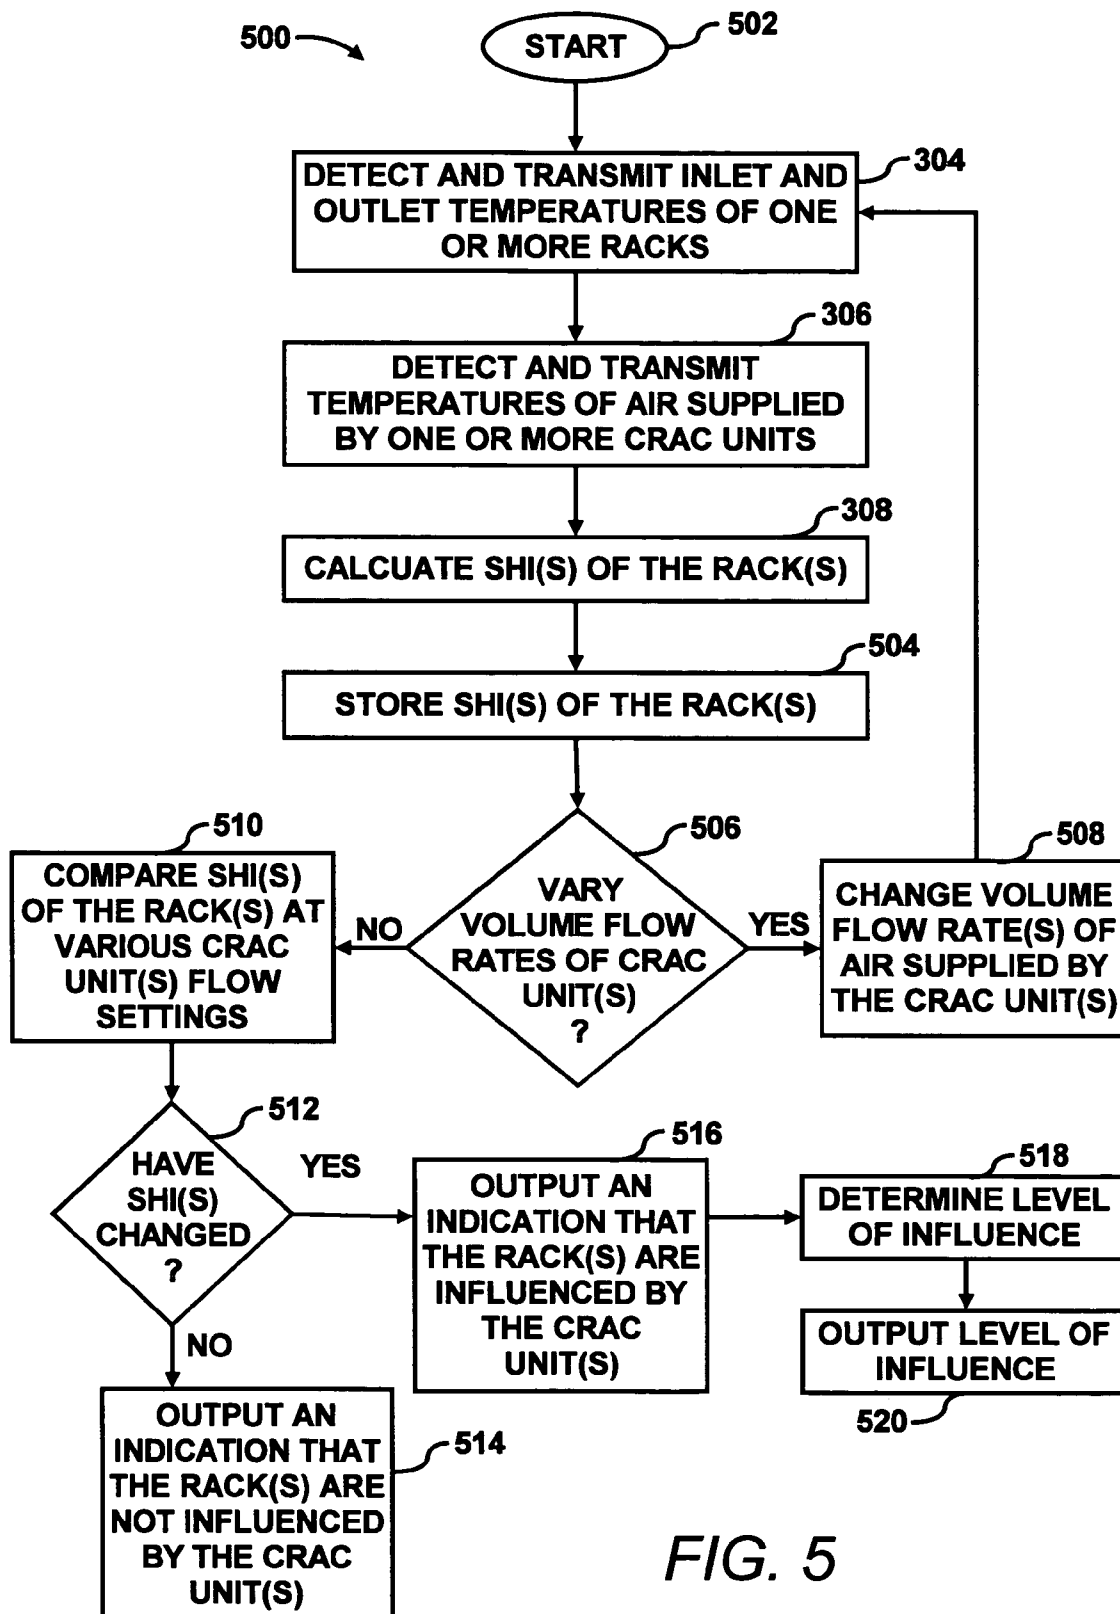 500
START
502
DETECT AND TRANSMIT INLET AND
OUTLET TEMPERATURES OF ONE
OR MORE RACKS
304
306
DETECT AND TRANSMIT
TEMPERATURES OF AIR SUPPLIED
BY ONE OR MORE CRAC UNITS
308
CALCUATE SHI(S) OF THE RACK(S)
504
STORE SHI(S) OF THE RACK(S)
506
VARY
VOLUME FLOW
RATES OF CRAC
UNIT(S)
?
YES
508
CHANGE VOLUME
FLOW RATE(S) OF
AIR SUPPLIED BY
THE CRAC UNIT(S)
NO
510
COMPARE SHI(S)
OF THE RACK(S) AT
VARIOUS CRAC
UNIT(S) FLOW
SETTINGS
512
HAVE
SHI(S)
CHANGED
?
YES
516
OUTPUT AN
INDICATION THAT
THE RACK(S) ARE
INFLUENCED BY
THE CRAC
UNIT(S)
518
DETERMINE LEVEL
OF INFLUENCE
OUTPUT LEVEL OF
INFLUENCE
520
NO
OUTPUT AN
INDICATION THAT
THE RACK(S) ARE
NOT INFLUENCED
BY THE CRAC
UNIT(S)
514
FIG. 5